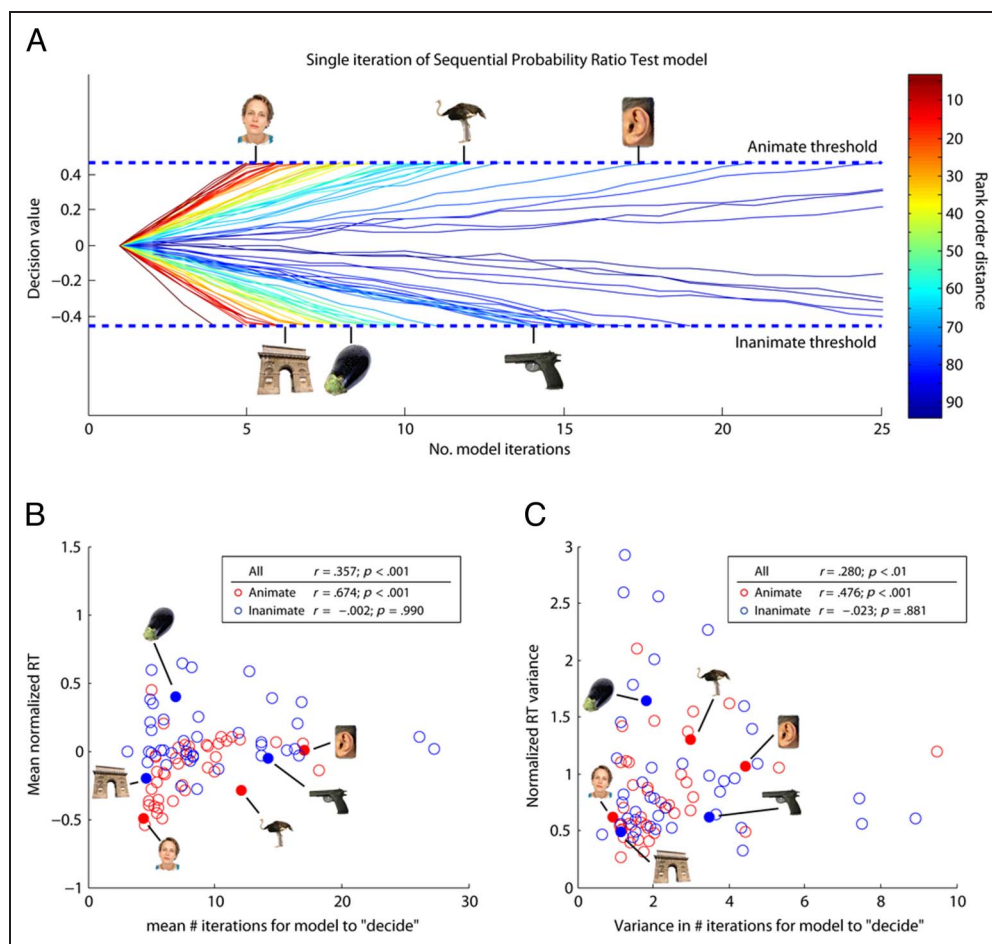 A
Single iteration of Sequential Probability Ratio Test model
Animate threshold
Inanimate threshold
Decision value
0.4
0.2
0
−0.2
−0.4
0 5 10 15 20 25
No. model iterations
10
20
30
40
50
60
70
80
90
Rank order distance
B
Mean normalized RT
1.5
1
0.5
0
−0.5
−1
0 10 20 30
mean # iterations for model to "decide"
All r = .357; p < .001
Animate r = .674; p < .001
Inanimate r = −.002; p = .990
C
Normalized RT variance
3
2.5
2
1.5
1
0.5
0
0 2 4 6 8 10
Variance in # iterations for model to "decide"
All r = .280; p < .01
Animate r = .476; p < .001
Inanimate r = −.023; p = .881